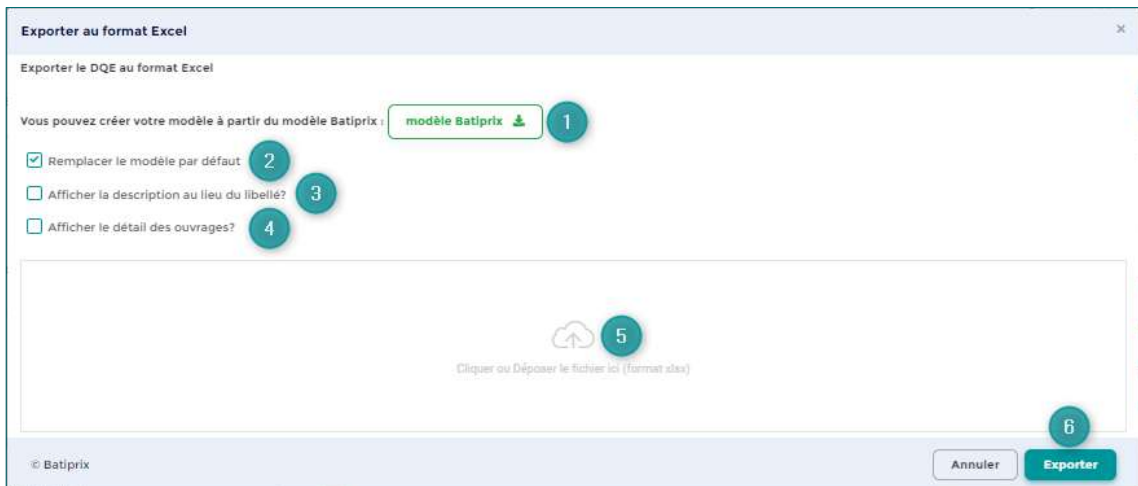 Exporter au format Excel ×
Exporter le DQE au format Excel
Vous pouvez créer votre modèle à partir du modèle Batiprix : modèle Batiprix 1
Remplacer le modèle par défaut 2
Afficher la description au lieu du libellé? 3
Afficher le détail des ouvrages? 4
5
Cliquer ou Déposer le fichier ici (format xlsx)
6
© Batiprix Annuler Exporter